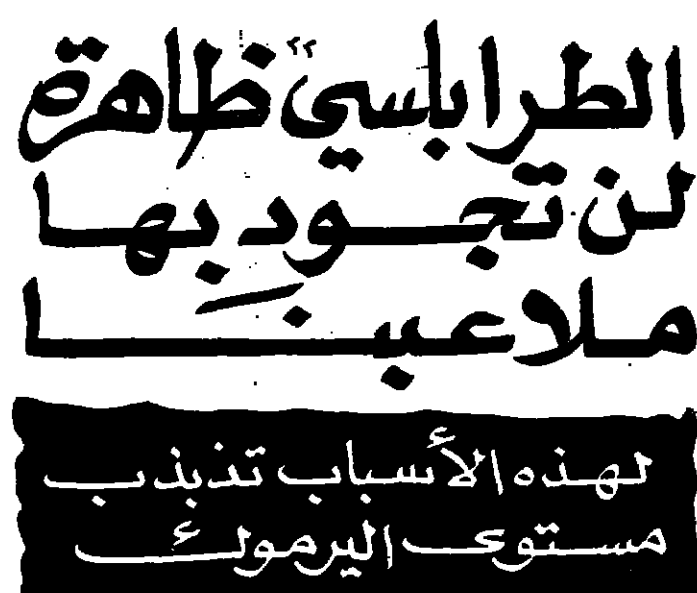 الطرابلسي ظاهرة
لن تجود بها
ملاعبنا
لهذه الأسباب تذبذب
مستوى اليرموك